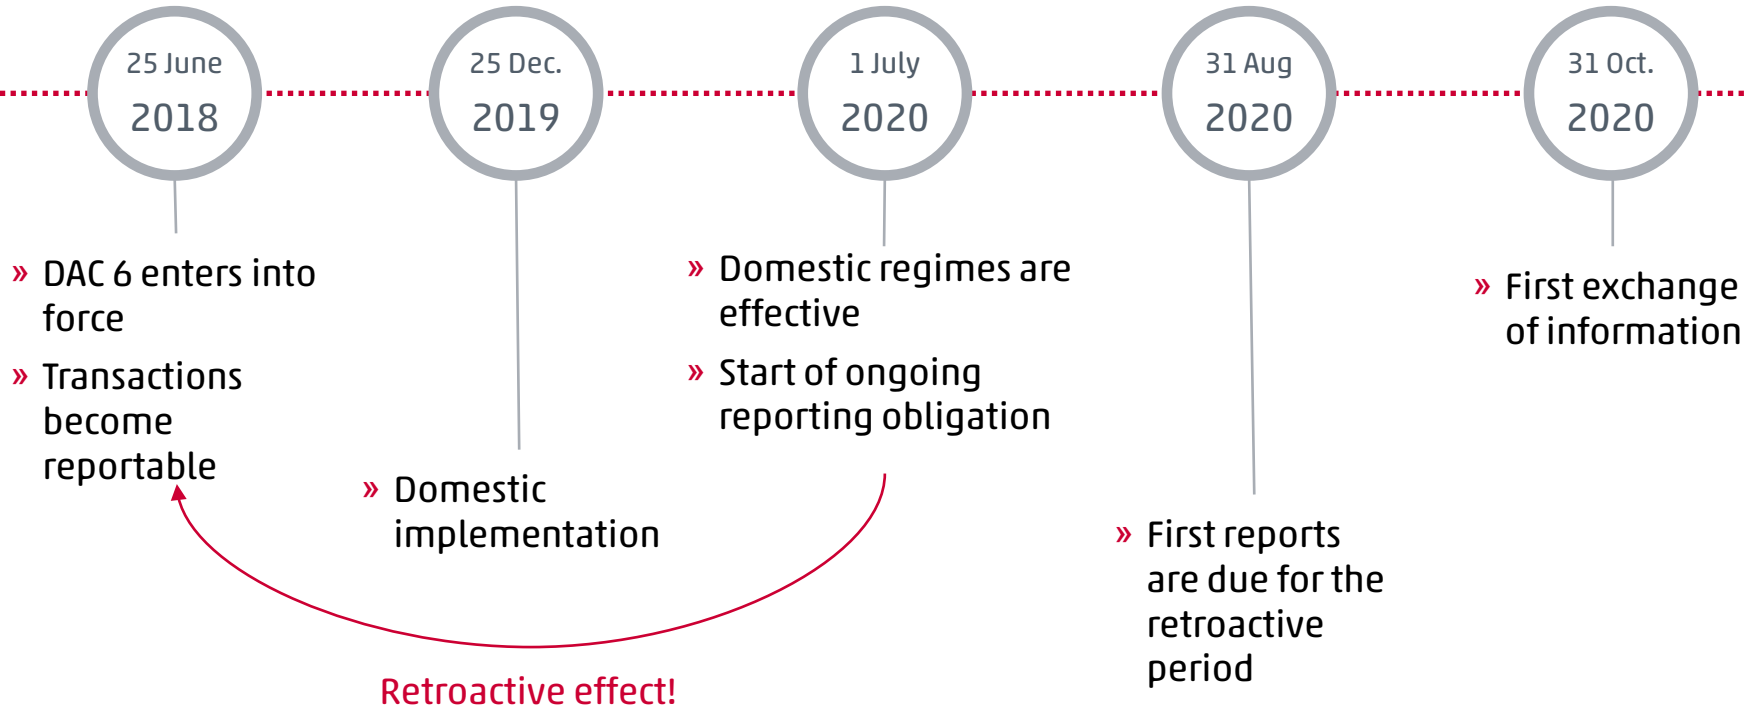 25 June
2018
25 Dec.
2019
1 July
2020
31 Aug
2020
31 Oct.
2020
» DAC 6 enters into
force
» Transactions
become
reportable
» Domestic
implementation
» Domestic regimes are
effective
» Start of ongoing
reporting obligation
» First reports
are due for the
retroactive
period
» First exchange
of information
Retroactive effect!